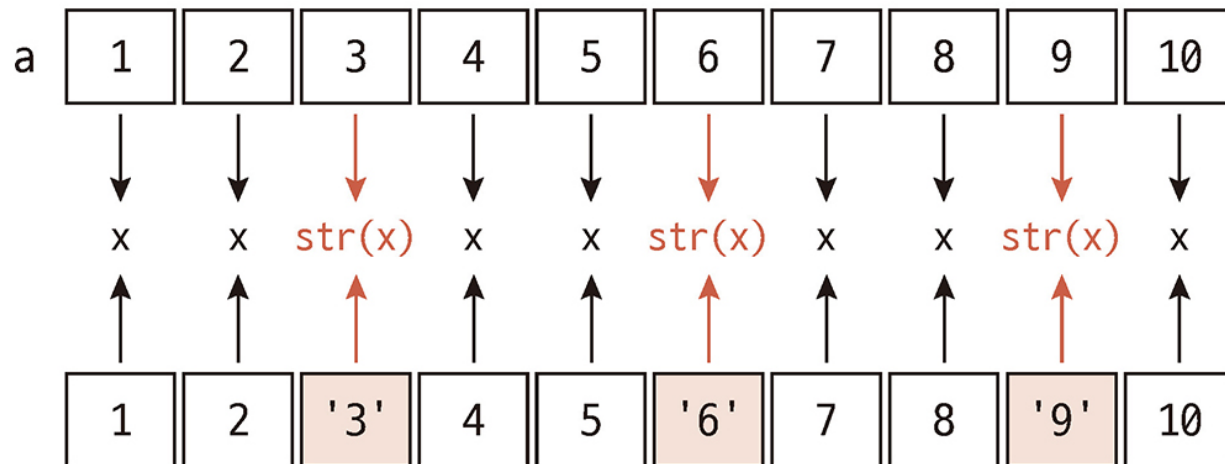 a 1 2 3 4 5 6 7 8 9 10
x x str(x) x x str(x) x x str(x) x
1 2 '3' 4 5 '6' 7 8 '9' 10